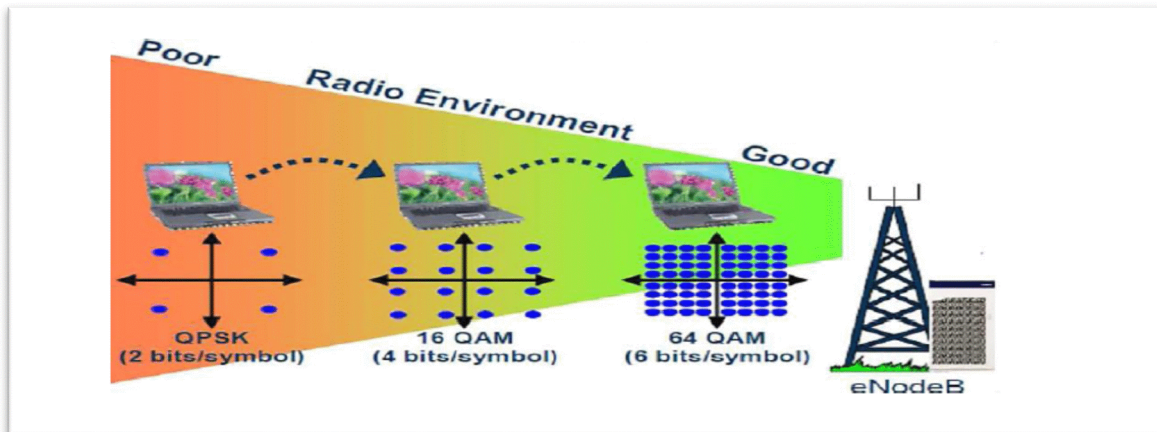 Poor
Radio Environment
Good
QPSK
(2 bits/symbol)
16 QAM
(4 bits/symbol)
64 QAM
(6 bits/symbol)
eNodeB